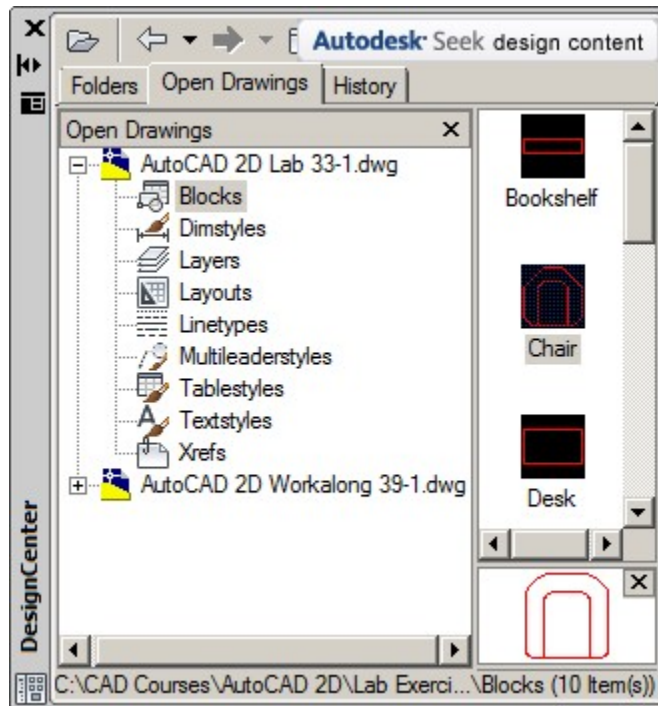 Autodesk® Seek design content
Folders
Open Drawings
History
Open Drawings
AutoCAD 2D Lab 33-1.dwg
Blocks
Dimstyles
Layers
Layouts
Linetypes
Multileaderstyles
Tablestyles
Textstyles
Xrefs
AutoCAD 2D Workalong 39-1.dwg
Bookshelf
Chair
Desk
DesignCenter
C:\CAD Courses\AutoCAD 2D\Lab Exerci...\Blocks (10 Item(s))